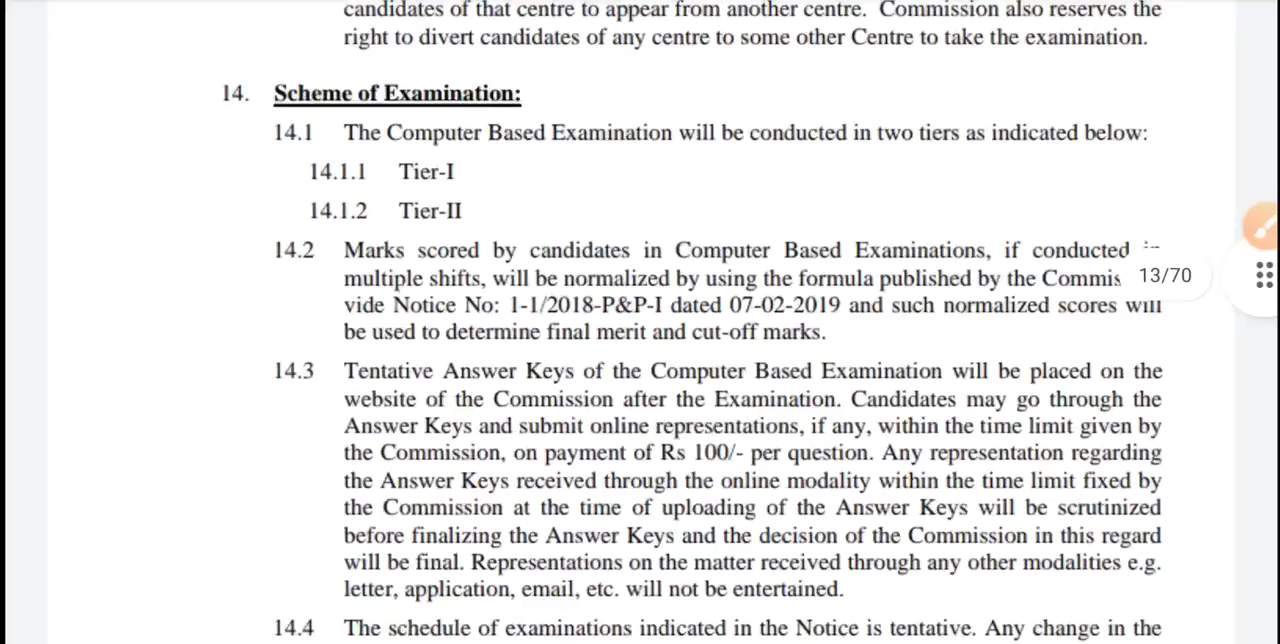 candidates of that centre to appear from another centre. Commission also reserves the
right to divert candidates of any centre to some other Centre to take the examination.
14. Scheme of Examination:
14.1 The Computer Based Examination will be conducted in two tiers as indicated below:
14.1.1 Tier-I
14.1.2 Tier-II
14.2 Marks scored by candidates in Computer Based Examinations, if conducted
multiple shifts, will be normalized by using the formula published by the Commis
13/70
vide Notice No: 1-1/2018-P&P-I dated 07-02-2019 and such normalized scores will
be used to determine final merit and cut-off marks.
14.3 Tentative Answer Keys of the Computer Based Examination will be placed on the
website of the Commission after the Examination. Candidates may go through the
Answer Keys and submit online representations, if any, within the time limit given by
the Commission, on payment of Rs 100/- per question. Any representation regarding
the Answer Keys received through the online modality within the time limit fixed by
the Commission at the time of uploading of the Answer Keys will be scrutinized
before finalizing the Answer Keys and the decision of the Commission in this regard
will be final. Representations on the matter received through any other modalities e.g.
letter, application, email, etc. will not be entertained.
14.4 The schedule of examinations indicated in the Notice is tentative. Any change in the